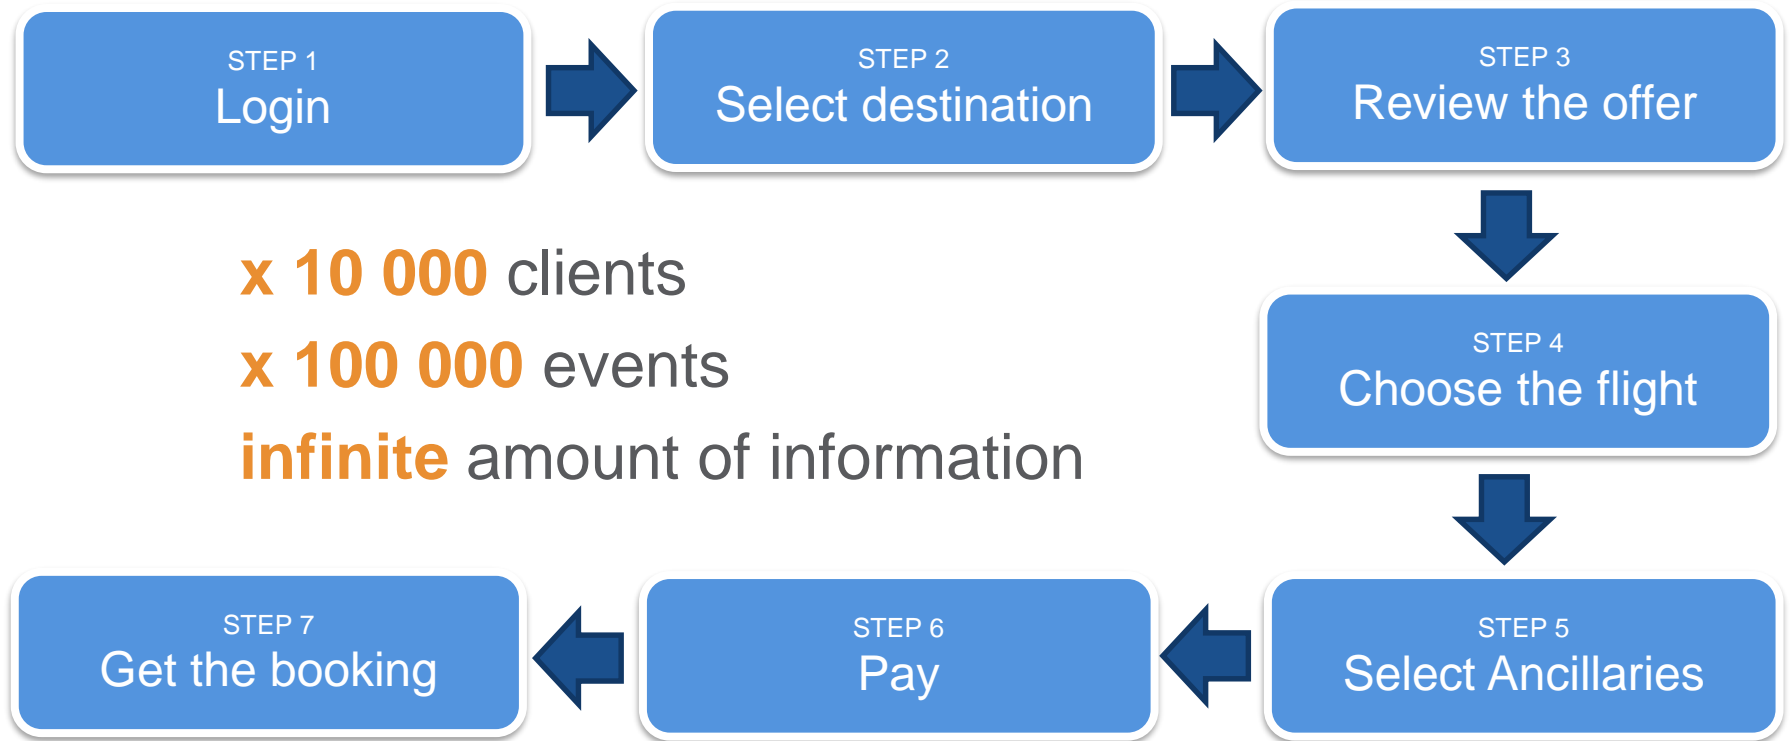 STEP 1
Login
STEP 2
Select destination
STEP 3
Review the offer
x 10 000 clients
x 100 000 events
infinite amount of information
STEP 4
Choose the flight
STEP 5
Select Ancillaries
STEP 6
Pay
STEP 7
Get the booking